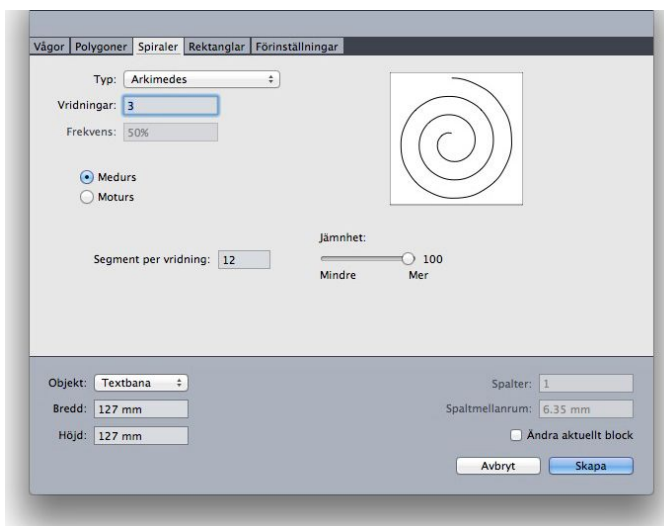 Vågor Polygoner Spiraler Rektanglar Förinställningar
Typ: Arkimedes
Vridningar: 3
Frekvens: 50%
Medurs
Moturs
Jämnhet:
Segment per vridning: 12
100
Mindre Mer
Objekt: Textbana
Spalter: 1
Bredd: 127 mm
Spaltmellanrum: 6.35 mm
Höjd: 127 mm
Ändra aktuellt block
Avbryt Skapa